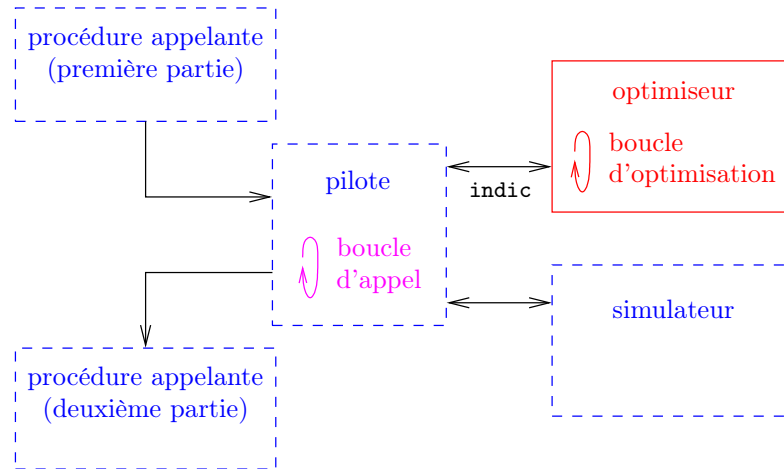 procédure appelante
(première partie)
pilote
boucle
d'appel
indic
optimiseur
boucle
d'optimisation
simulateur
procédure appelante
(deuxième partie)